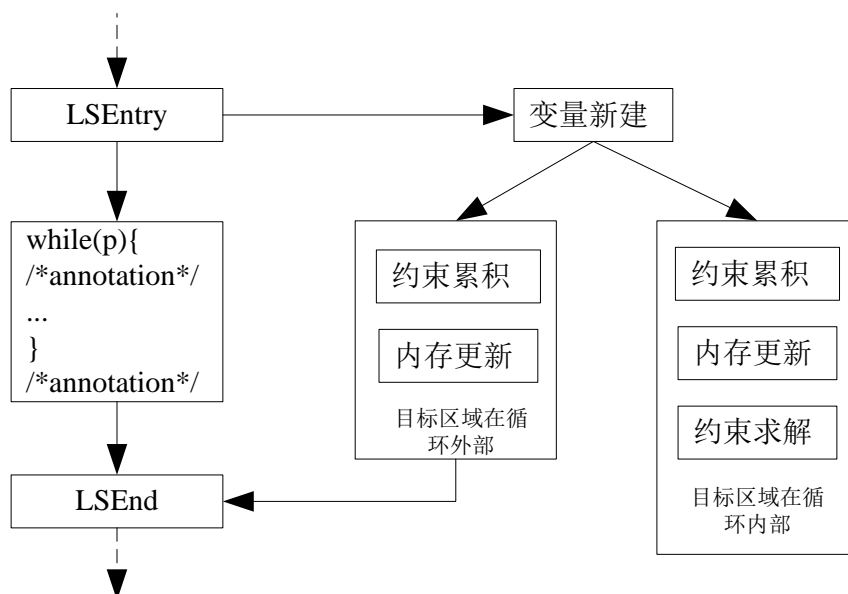 LSEntry
变量新建
while(p){
/*annotation*/
...
}
/*annotation*/
约束累积
内存更新
目标区域在循
环外部
约束累积
内存更新
约束求解
目标区域在循
环内部
LSEnd